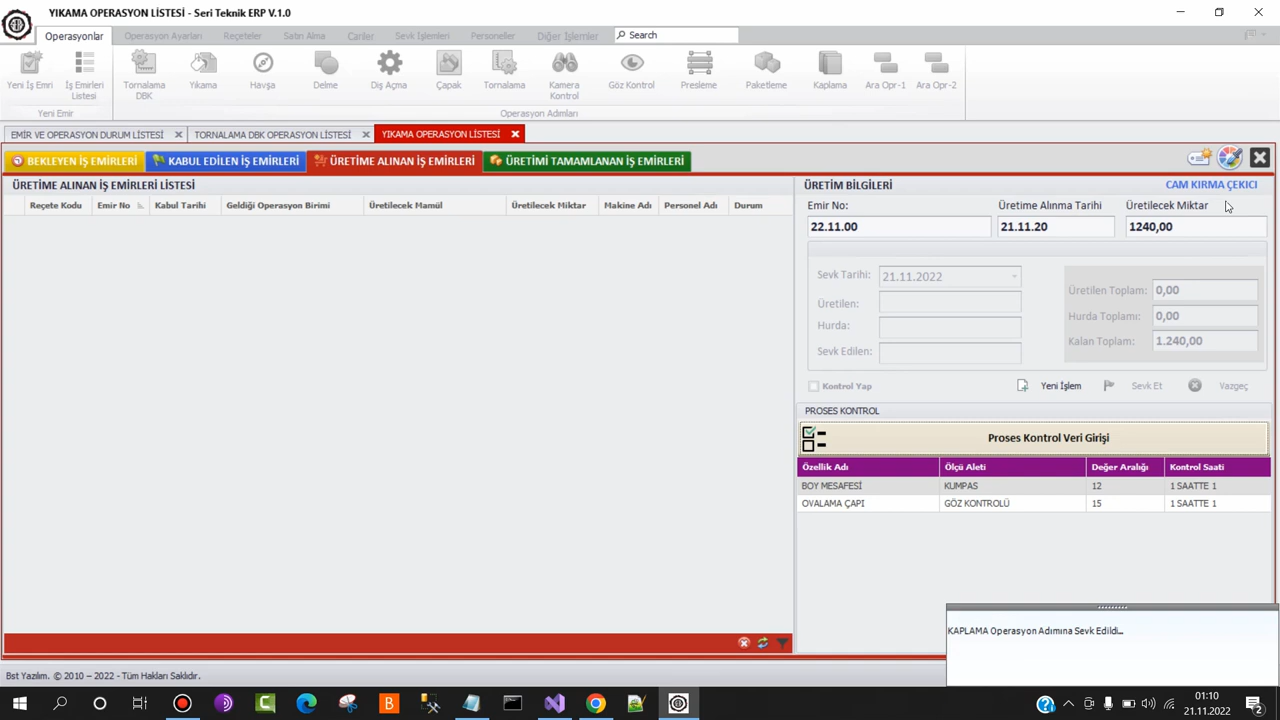 YIKAMA OPERASYON LİSTESİ - Seri Teknik ERP V.1.0
Operasyonlar
Operasyon Ayarları
Reçeteler
Satın Alma
Cariler
Sevk İşlemleri
Personeller
Diğer İşlemler
Search
Yeni İş Emri
İş Emirleri Listesi
Tornalama DBK
Yıkama
Havşa
Delme
Diş Açma
Çapak
Tornalama
Kamera Kontrol
Göz Kontrol
Presleme
Paketleme
Kaplama
Ara Opr-1
Ara Opr-2
Yeni Emir
Operasyon Adımları
EMİR VE OPERASYON DURUM LİSTESİ
TORNALAMA DBK OPERASYON LİSTESİ
YIKAMA OPERASYON LİSTESİ
BEKLEYEN İŞ EMİRLERİ
KABUL EDİLEN İŞ EMİRLERİ
ÜRETİME ALINAN İŞ EMİRLERİ
ÜRETİMİ TAMAMLANAN İŞ EMİRLERİ
ÜRETİME ALINAN İŞ EMİRLERİ LİSTESİ
Reçete Kodu
Emir No
Kabul Tarihi
Geldiği Operasyon Birimi
Üretilecek Mamül
Üretilecek Miktar
Makine Adı
Personel Adı
Durum
ÜRETİM BİLGİLERİ
CAM KIRMA ÇEKICI
Emir No:
Üretime Alınma Tarihi
Üretilecek Miktar
22.11.00
21.11.20
1240,00
Sevk Tarihi:
21.11.2022
Üretilen:
Hurda:
Sevk Edilen:
Üretilen Toplam:
0,00
Hurda Toplamı:
0,00
Kalan Toplam:
1.240,00
Kontrol Yap
Yeni İşlem
Sevk Et
Vazgeç
PROSES KONTROL
Proses Kontrol Veri Girişi
Özellik Adı
Ölçü Aleti
Değer Aralığı
Kontrol Saati
BOY MESAFESİ
KUMPAS
12
1 SAATTE 1
OVALAMA ÇAPI
GÖZ KONTROLÜ
15
1 SAATTE 1
KAPLAMA Operasyon Adımına Sevk Edildi...
Bst Yazılım. © 2010 – 2022 - Tüm Hakları Saklıdır.
01:10
21.11.2022
2